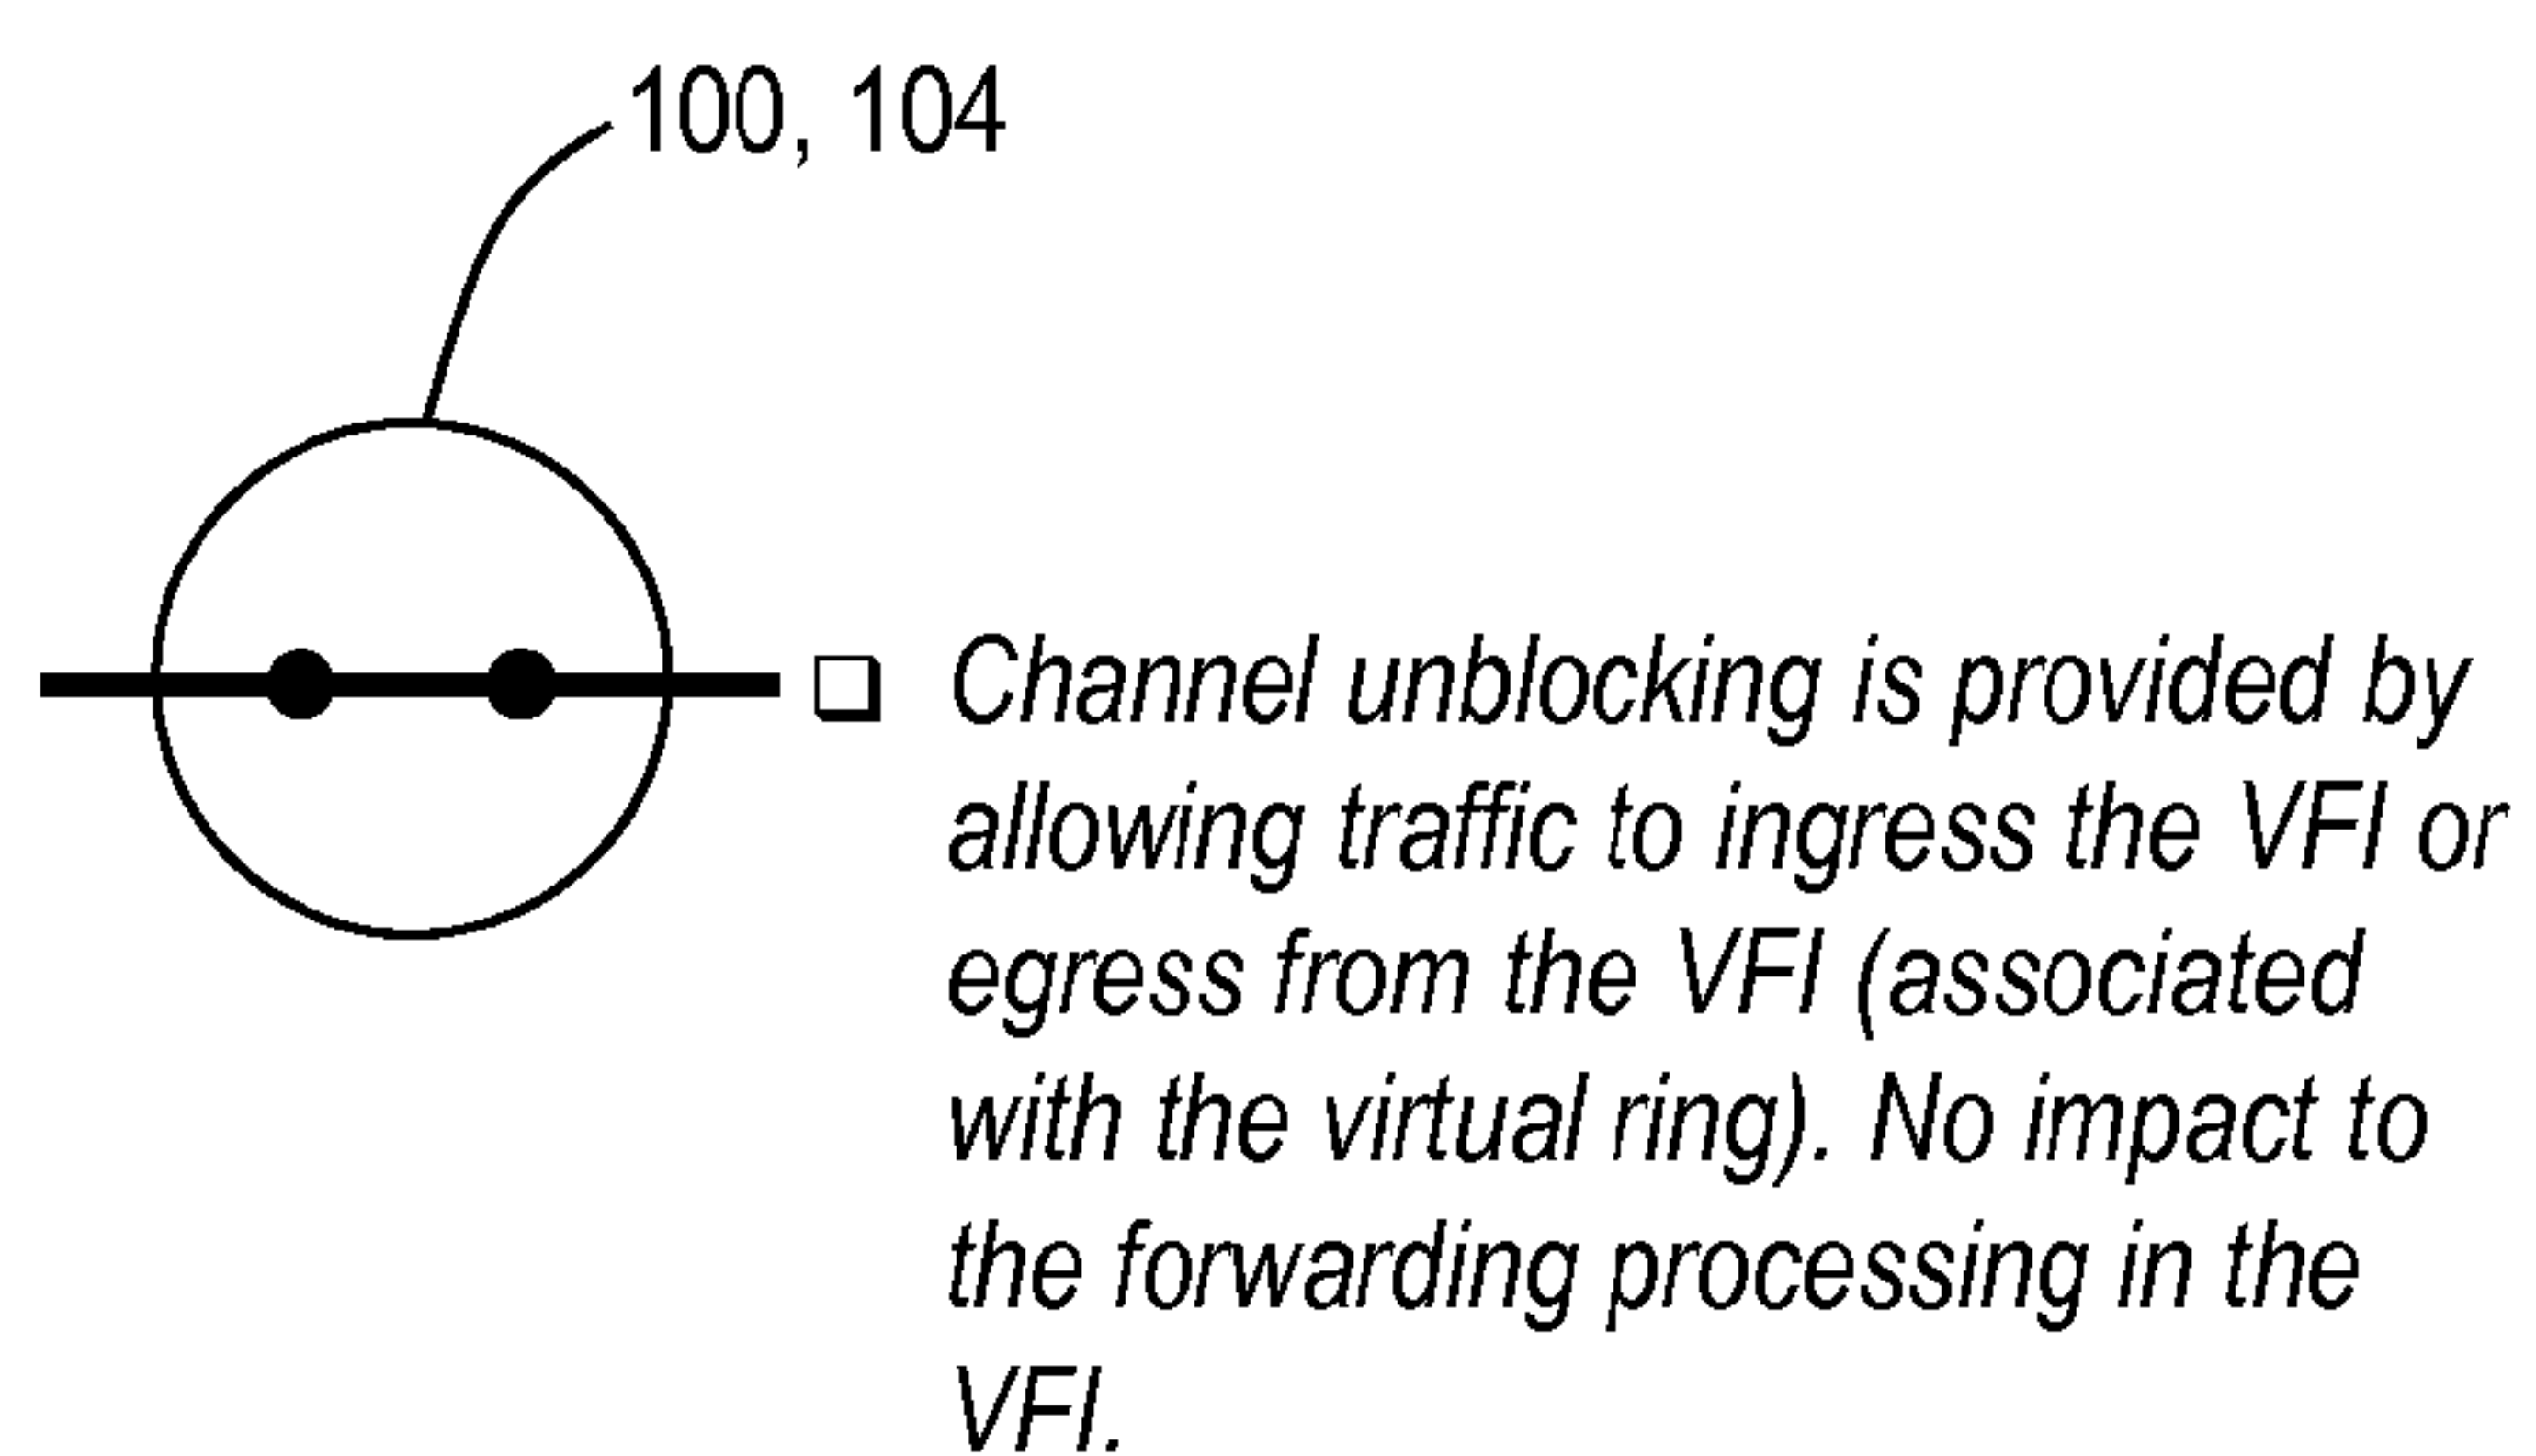 100, 104
❑ Channel unblocking is provided by
allowing traffic to ingress the VFI or
egress from the VFI (associated
with the virtual ring). No impact to
the forwarding processing in the
VFI.